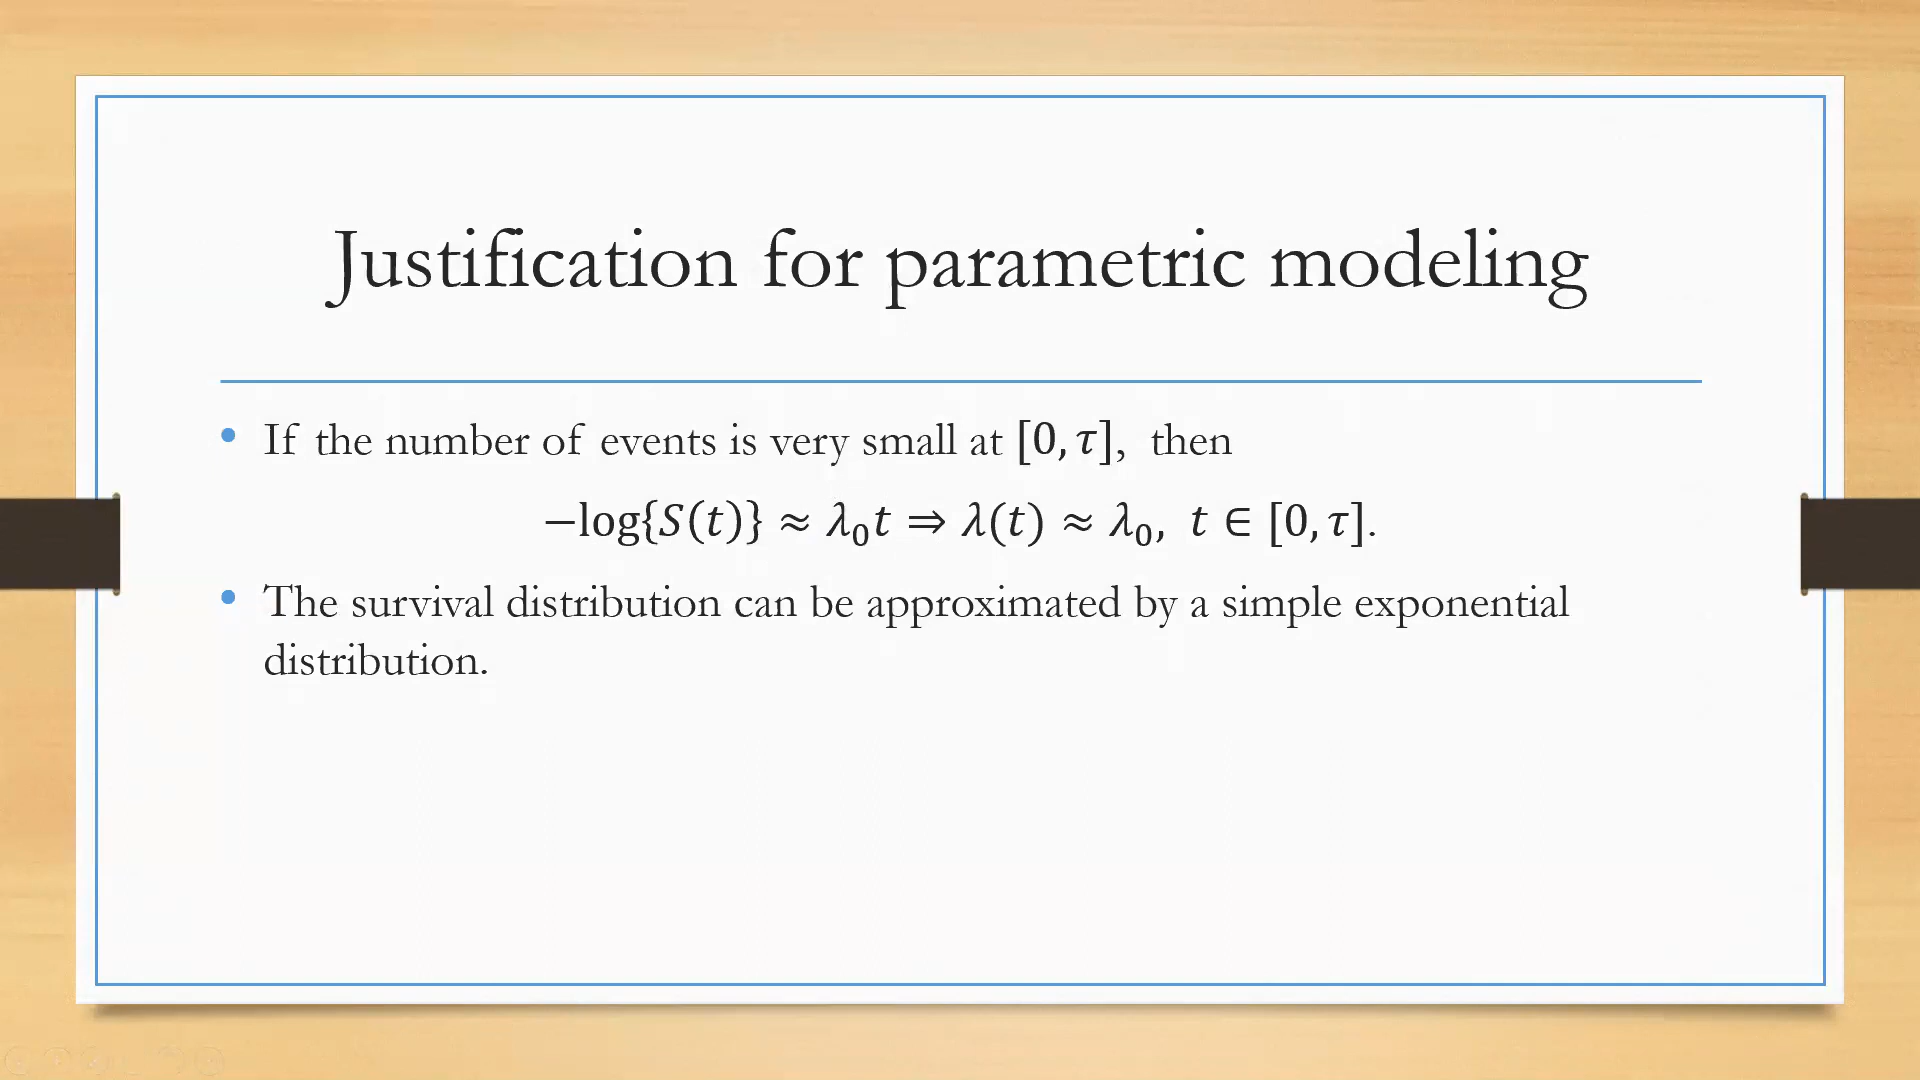 Justification for parametric modeling
• If the number of events is very small at [0, τ], then
−log{S(t)} ≈ λ₀t ⇒ λ(t) ≈ λ₀, t ∈ [0, τ].
• The survival distribution can be approximated by a simple exponential
distribution.